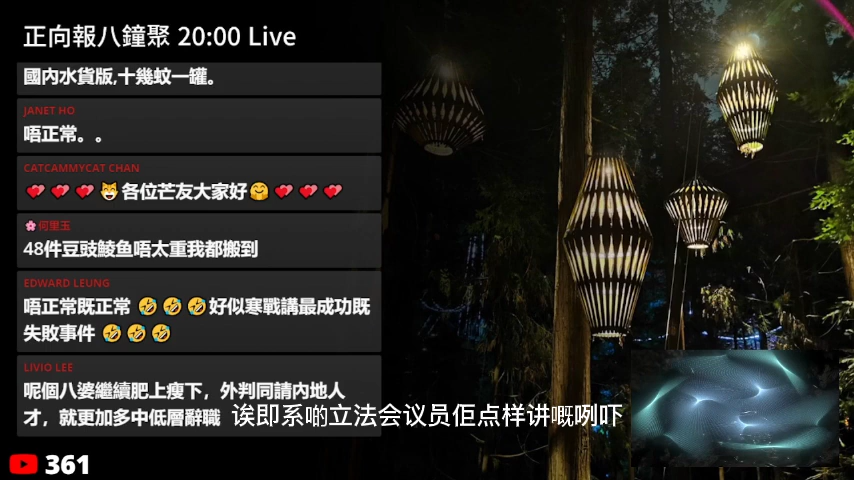 正向報八鐘聚 20:00 Live
國內水貨版,十幾蚊一罐。
JANET HO
唔正常。。
CATCAMMYCAT CHAN
💕💕💕😸各位芒友大家好🤗💕💕💕
🌸何里玉
48件豆豉鯪鱼唔太重我都搬到
EDWARD LEUNG
唔正常既正常 🤣🤣🤣好似寒戰講最成功既
失敗事件 🤣🤣🤣
LIVIO LEE
呢個八婆繼續肥上瘦下，外判同請內地人
才，就更加多中低層辭職
诶即系啲立法会议员佢点样讲嘅咧吓
361